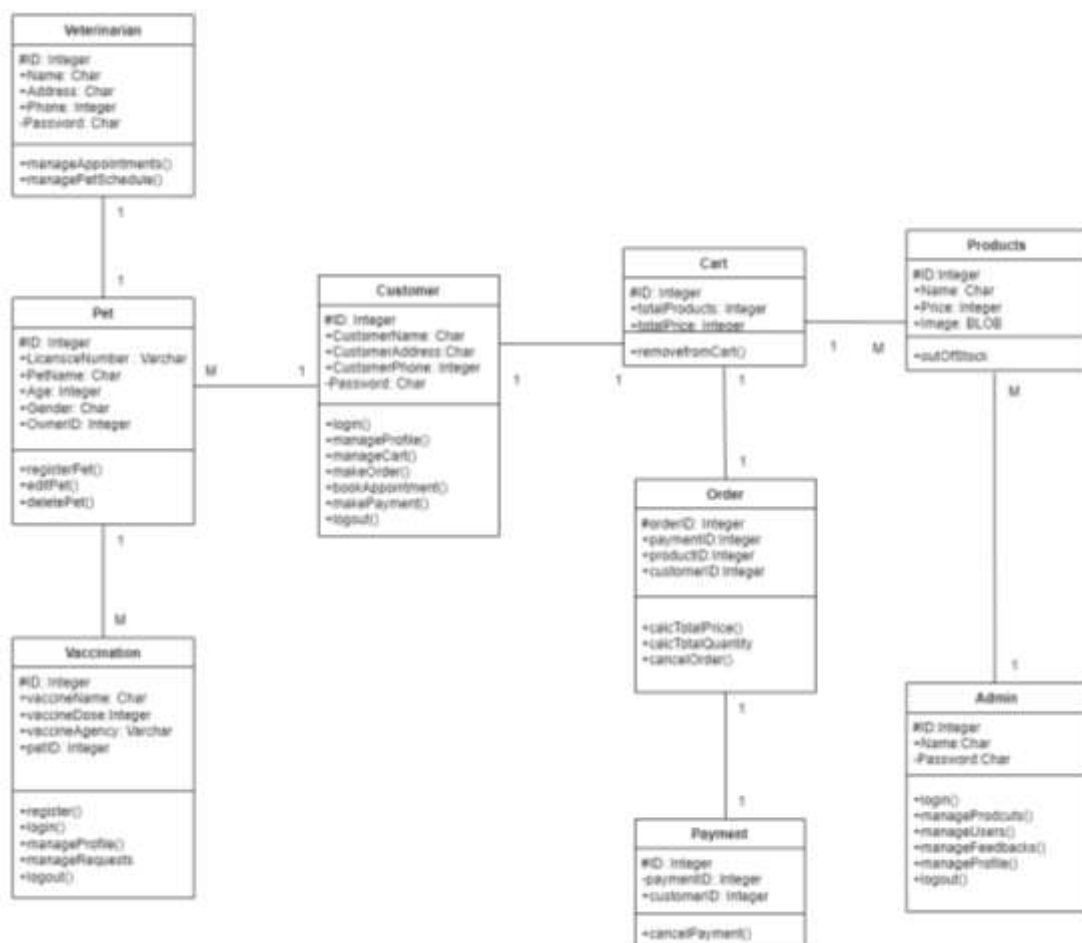 Veterinarian
#ID: Integer
+Name: Char
+Address: Char
+Phone: Integer
-Password: Char
+manageAppointments()
+managePetSchedule()
1
1
Pet
#ID: Integer
+LicensceNumber : Varchar
+PetName: Char
+Age: Integer
+Gender: Char
+OwnerID: Integer
+registerPet()
+editPet()
+deletePet()
M
1
1
M
Vaccination
#ID: Integer
+vaccineName: Char
+vaccineDose:Integer
+vaccineAgency: Varchar
+petID: Integer
+register()
+login()
+manageProfile()
+manageRequests
+logout()
Customer
#ID: Integer
+CustomerName: Char
+CustomerAddress:Char
+CustomerPhone: Integer
-Password: Char
+login()
+manageProfile()
+manageCart()
+makeOrder()
+bookAppointment()
+makePayment()
+logout()
1
1
Cart
#ID: Integer
+totalProducts: Integer
+totalPrice: Integer
+removefromCart()
1
M
1
1
Order
#orderID: Integer
+paymentID:Integer
+productID:Integer
+customerID:Integer
+calcTotalPrice()
+calcTotalQuantity
+cancelOrder()
1
1
Payment
#ID: Integer
-paymentID: Integer
+customerID: Integer
+cancelPayment()
Products
#ID:Integer
+Name: Char
+Price: Integer
+Image: BLOB
+outOfStock
M
1
Admin
#ID:Integer
+Name:Char
-Password:Char
+login()
+manageProdcuts()
+manageUsers()
+manageFeedbacks()
+manageProfile()
+logout()